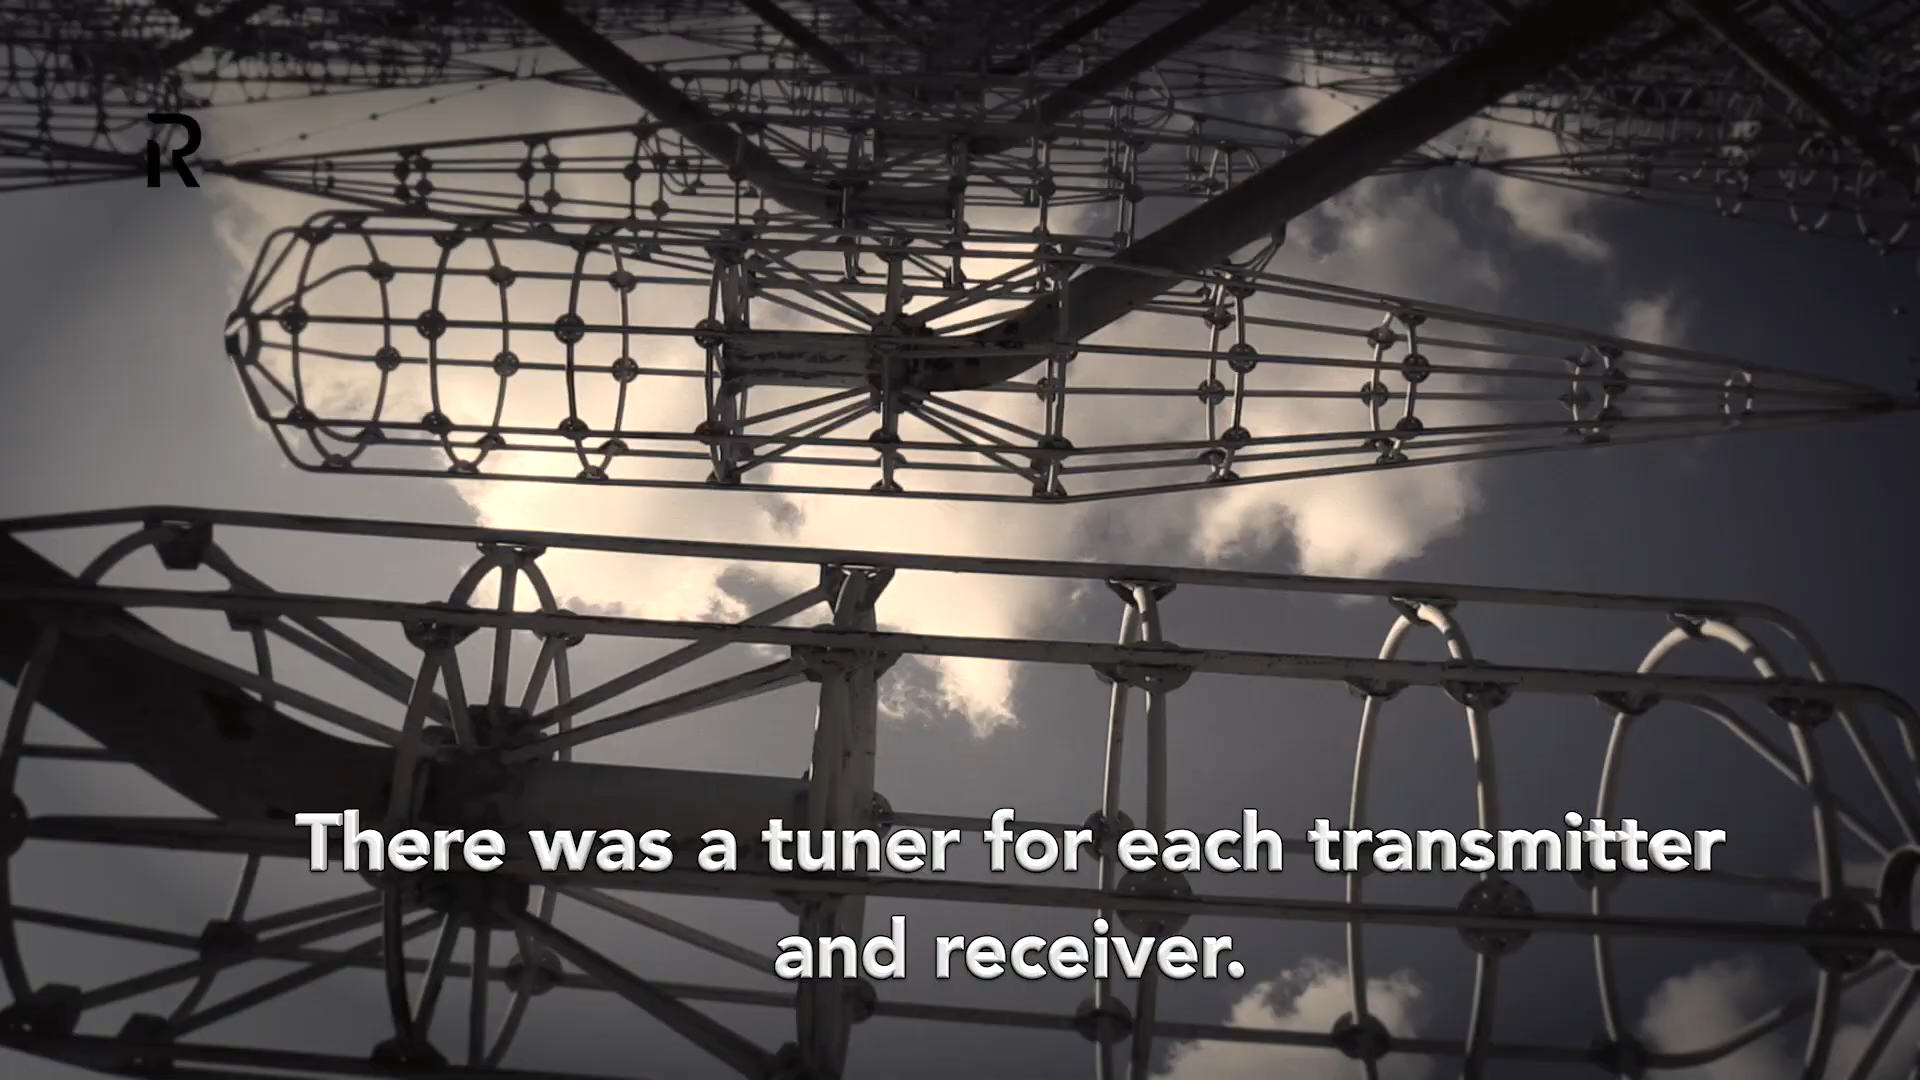 R
There was a tuner for each transmitter
and receiver.